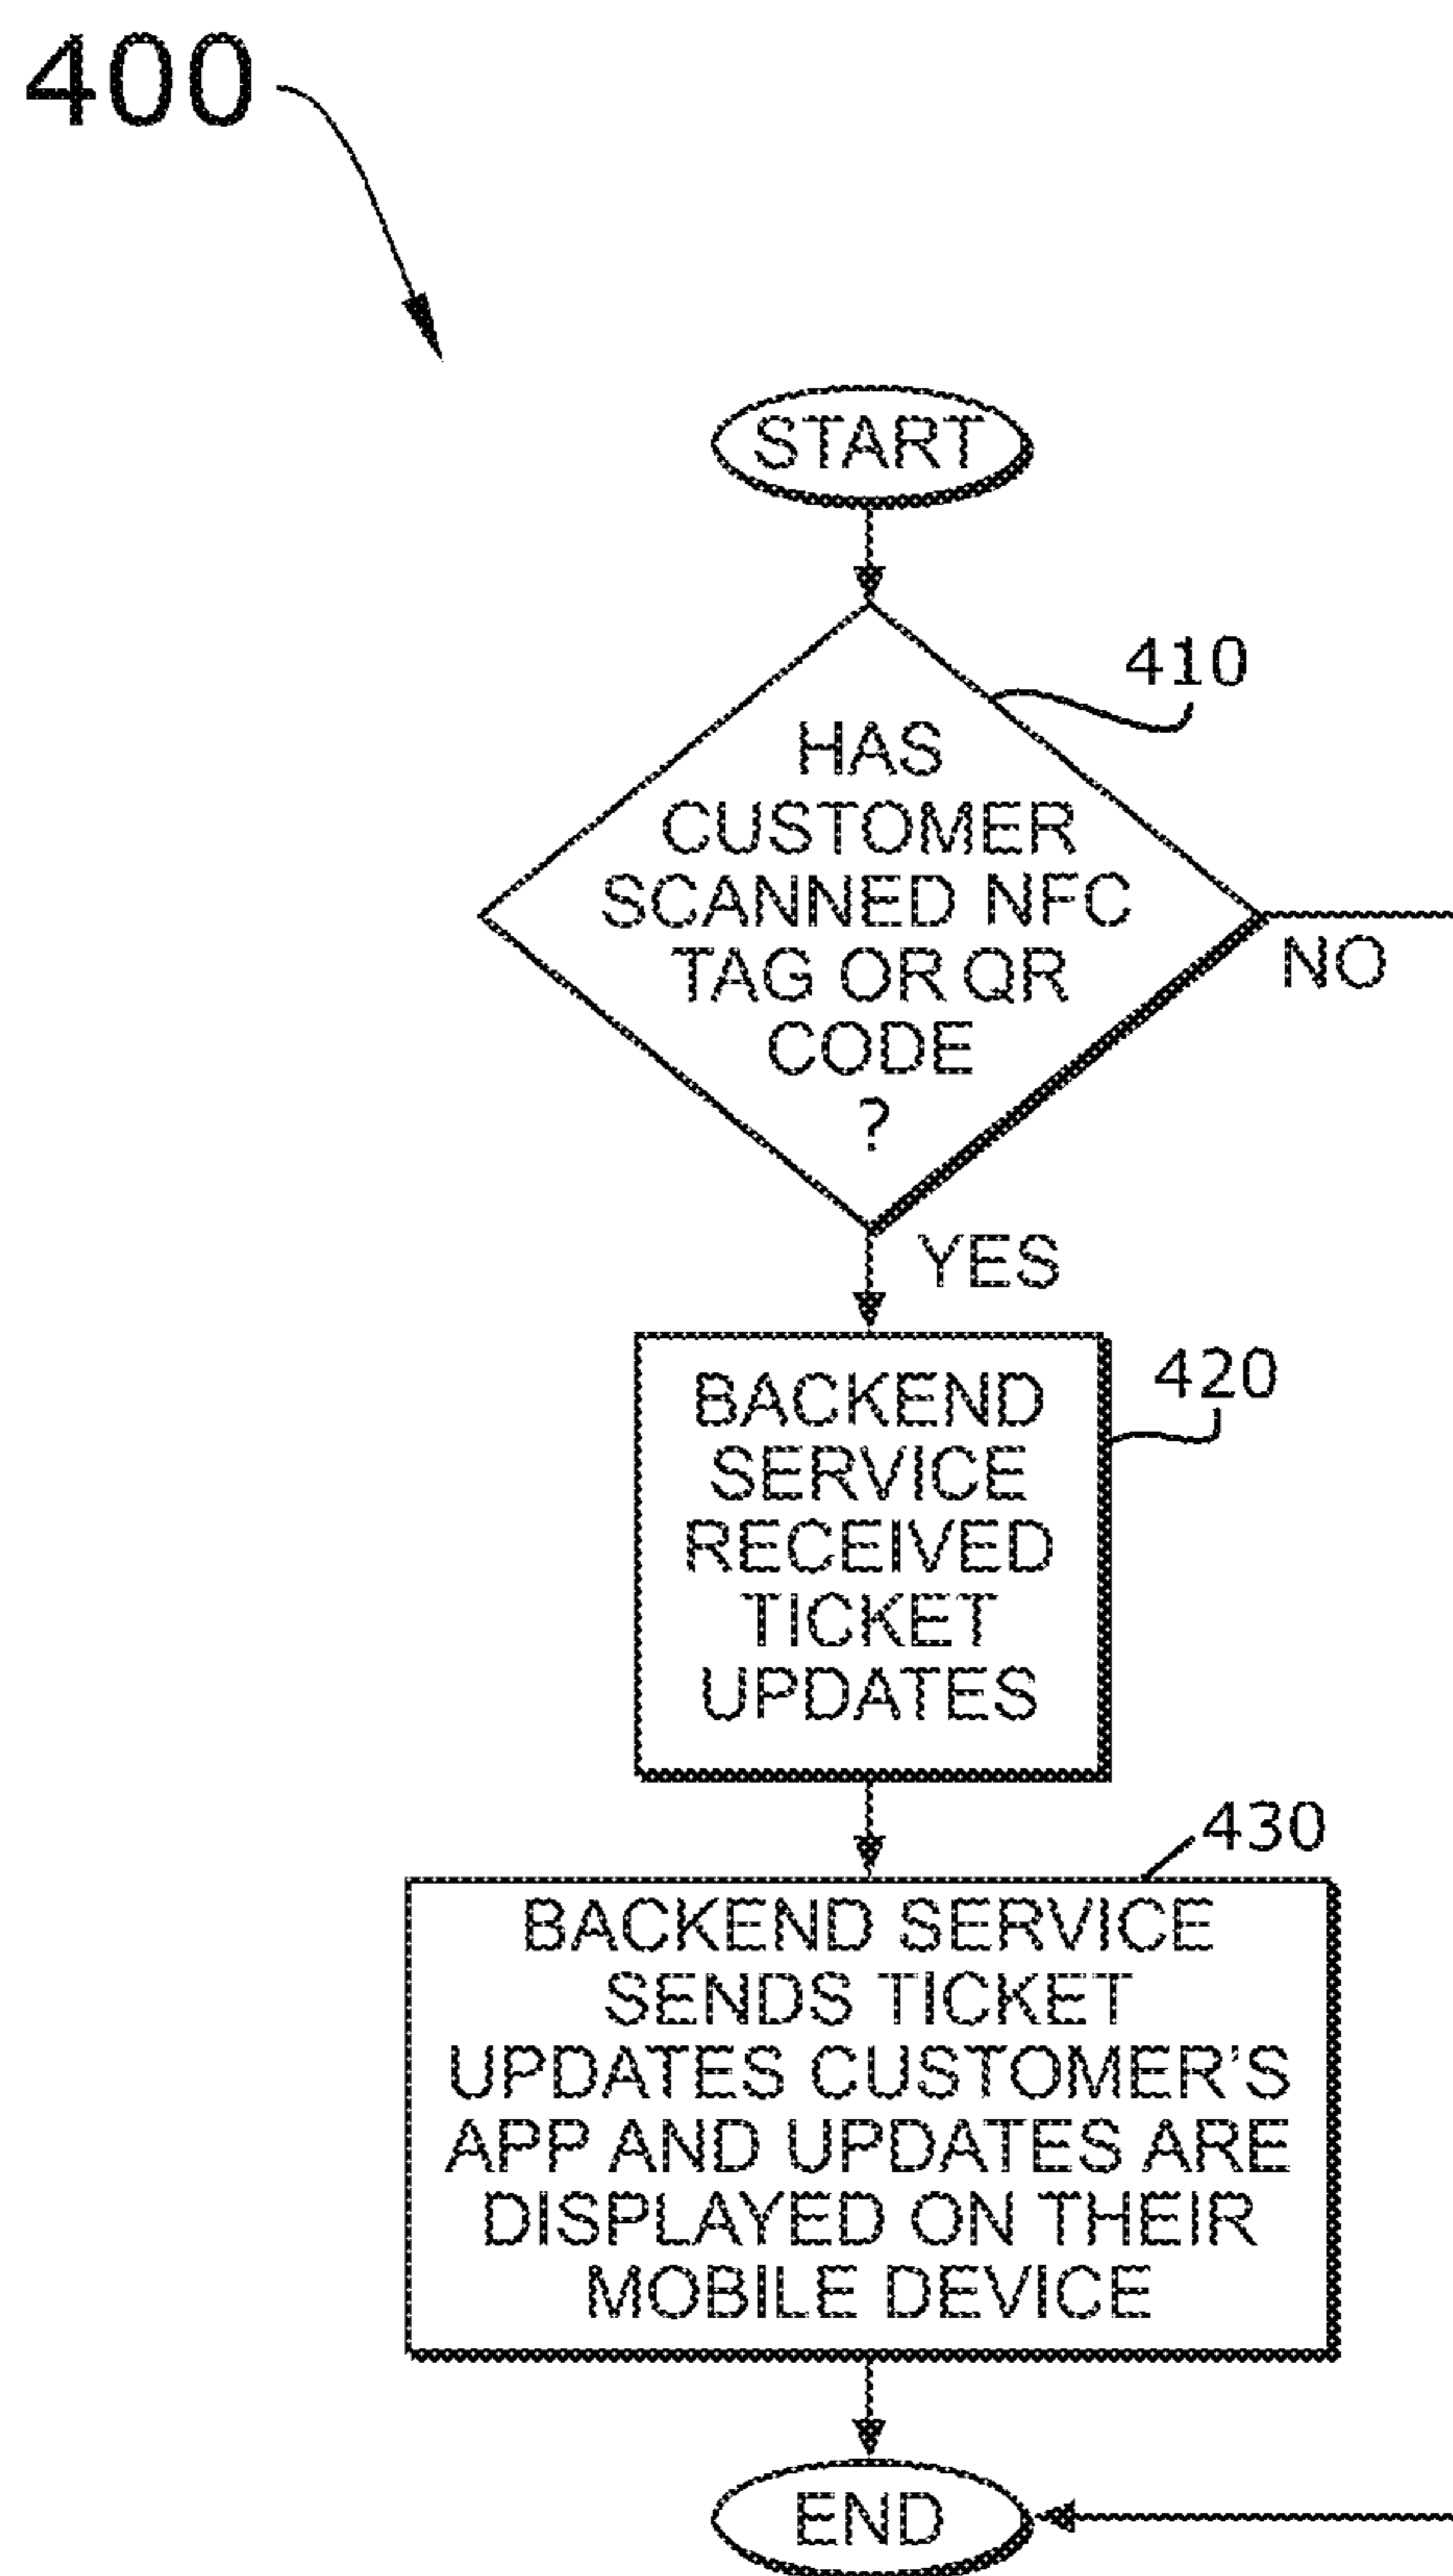 400
START
410
HAS
CUSTOMER
SCANNED NFC
TAG OR QR
CODE
?
NO
YES
420
BACKEND
SERVICE
RECEIVED
TICKET
UPDATES
430
BACKEND SERVICE
SENDS TICKET
UPDATES CUSTOMER'S
APP AND UPDATES ARE
DISPLAYED ON THEIR
MOBILE DEVICE
END